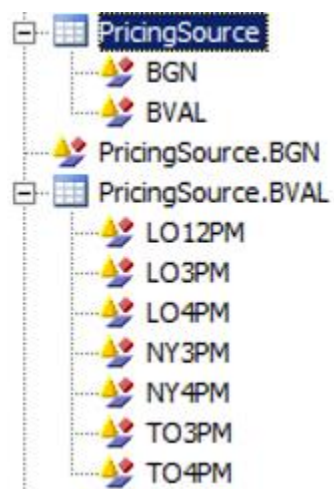 PricingSource
BGN
BVAL
PricingSource.BGN
PricingSource.BVAL
LO12PM
LO3PM
LO4PM
NY3PM
NY4PM
TO3PM
TO4PM